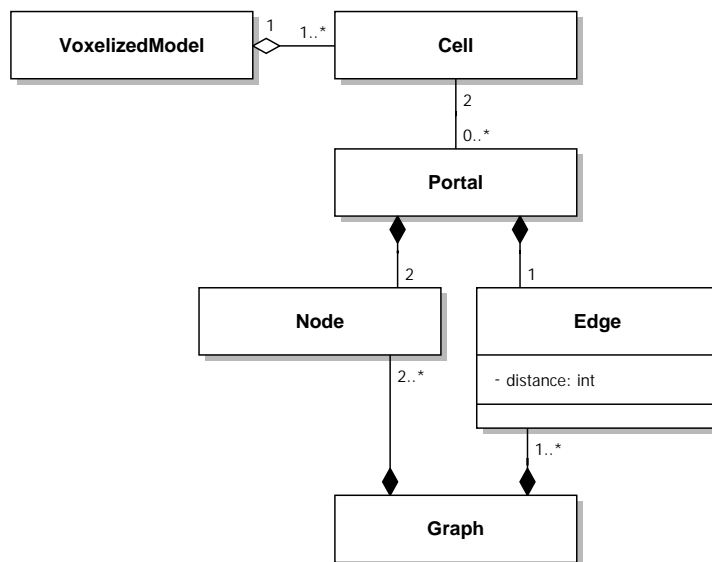 VoxelizedModel
1
1..*
Cell
2
0..*
Portal
2
1
Node
Edge
- distance: int
2..*
1..*
Graph